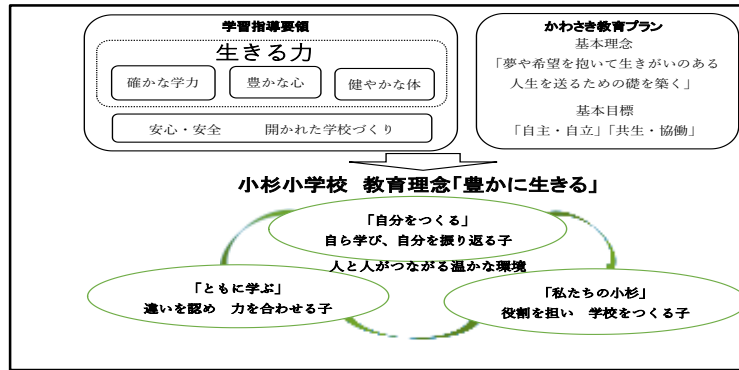 学習指導要領
生きる力
確かな学力
豊かな心
健やかな体
安心・安全　　開かれた学校づくり
かわさき教育プラン
基本理念
「夢や希望を抱いて生きがいのある
人生を送るための礎を築く」
基本目標
「自主・自立」「共生・協働」
小杉小学校　教育理念「豊かに生きる」
「自分をつくる」
自ら学び、自分を振り返る子
人と人がつながる温かな環境
「ともに学ぶ」
違いを認め　力を合わせる子
「私たちの小杉」
役割を担い　学校をつくる子